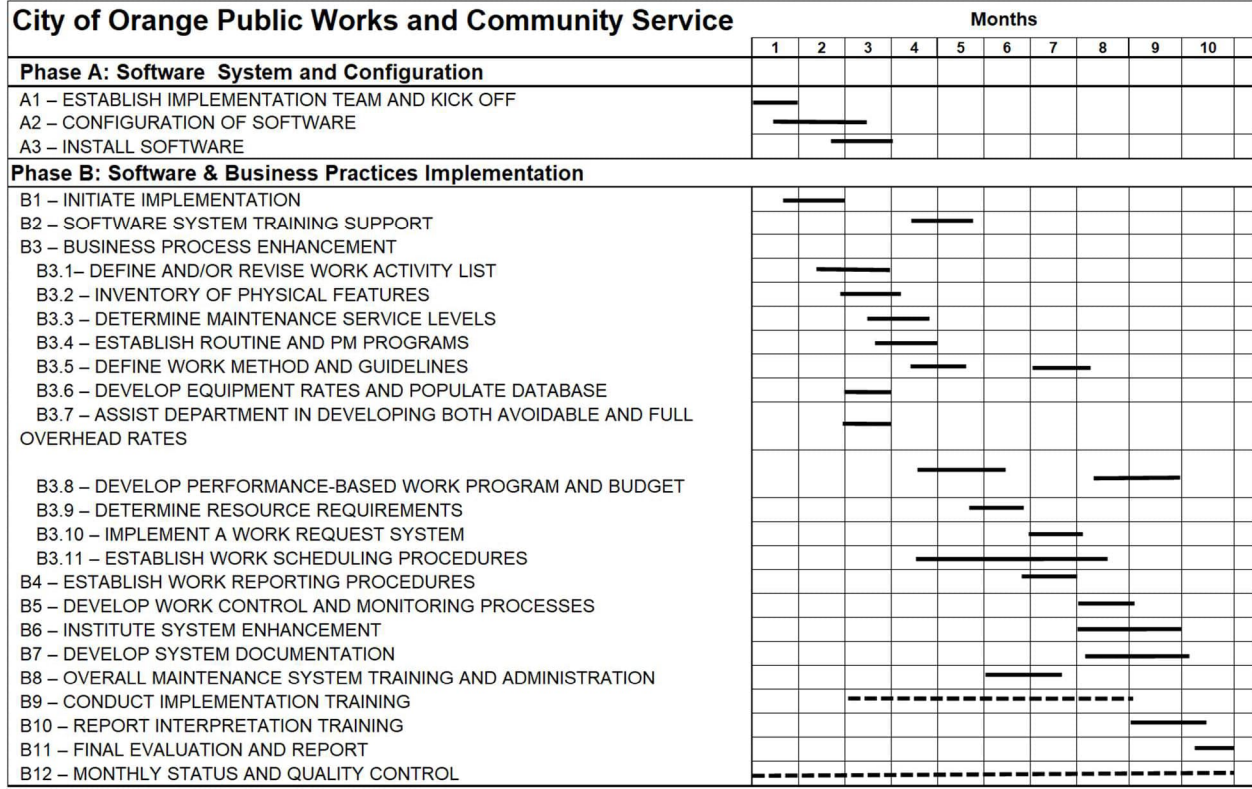 City of Orange Public Works and Community Service
Months
1 2 3 4 5 6 7 8 9 10
Phase A: Software System and Configuration
A1 – ESTABLISH IMPLEMENTATION TEAM AND KICK OFF
A2 – CONFIGURATION OF SOFTWARE
A3 – INSTALL SOFTWARE
Phase B: Software & Business Practices Implementation
B1 – INITIATE IMPLEMENTATION
B2 – SOFTWARE SYSTEM TRAINING SUPPORT
B3 – BUSINESS PROCESS ENHANCEMENT
B3.1– DEFINE AND/OR REVISE WORK ACTIVITY LIST
B3.2 – INVENTORY OF PHYSICAL FEATURES
B3.3 – DETERMINE MAINTENANCE SERVICE LEVELS
B3.4 – ESTABLISH ROUTINE AND PM PROGRAMS
B3.5 – DEFINE WORK METHOD AND GUIDELINES
B3.6 – DEVELOP EQUIPMENT RATES AND POPULATE DATABASE
B3.7 – ASSIST DEPARTMENT IN DEVELOPING BOTH AVOIDABLE AND FULL
OVERHEAD RATES
B3.8 – DEVELOP PERFORMANCE-BASED WORK PROGRAM AND BUDGET
B3.9 – DETERMINE RESOURCE REQUIREMENTS
B3.10 – IMPLEMENT A WORK REQUEST SYSTEM
B3.11 – ESTABLISH WORK SCHEDULING PROCEDURES
B4 – ESTABLISH WORK REPORTING PROCEDURES
B5 – DEVELOP WORK CONTROL AND MONITORING PROCESSES
B6 – INSTITUTE SYSTEM ENHANCEMENT
B7 – DEVELOP SYSTEM DOCUMENTATION
B8 – OVERALL MAINTENANCE SYSTEM TRAINING AND ADMINISTRATION
B9 – CONDUCT IMPLEMENTATION TRAINING
B10 – REPORT INTERPRETATION TRAINING
B11 – FINAL EVALUATION AND REPORT
B12 – MONTHLY STATUS AND QUALITY CONTROL